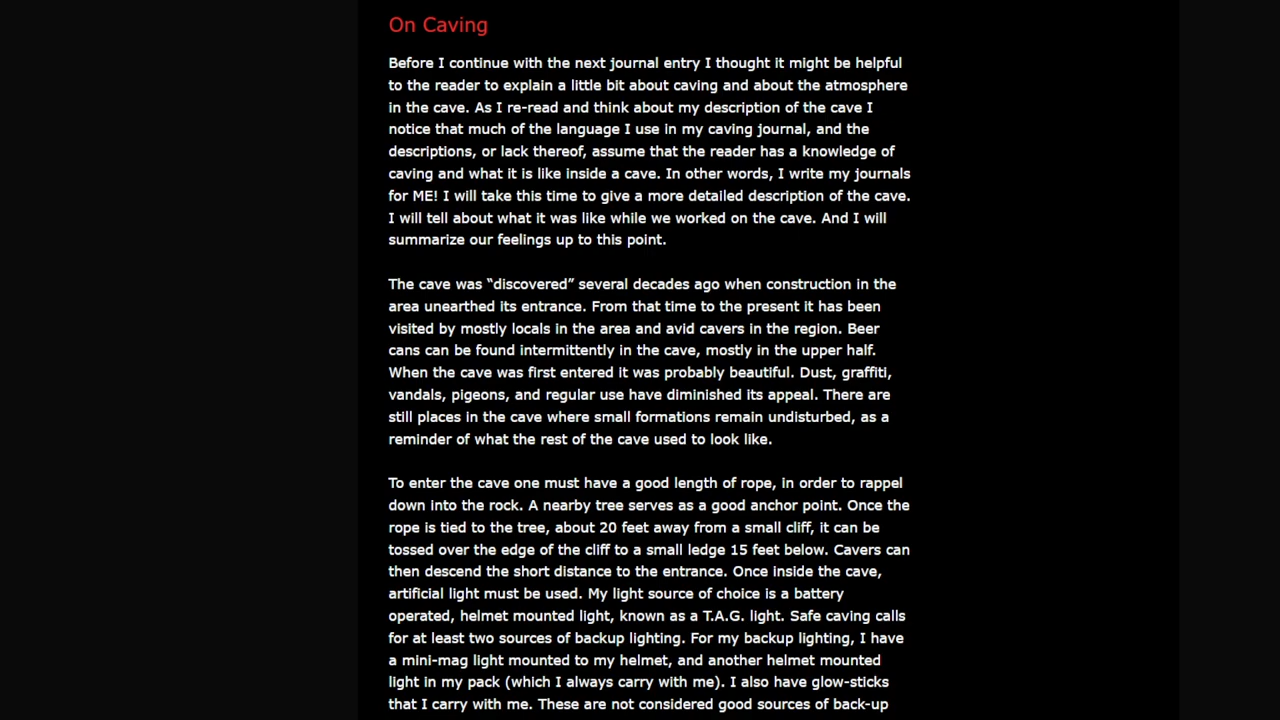 On Caving
Before I continue with the next journal entry I thought it might be helpful
to the reader to explain a little bit about caving and about the atmosphere
in the cave. As I re-read and think about my description of the cave I
notice that much of the language I use in my caving journal, and the
descriptions, or lack thereof, assume that the reader has a knowledge of
caving and what it is like inside a cave. In other words, I write my journals
for ME! I will take this time to give a more detailed description of the cave.
I will tell about what it was like while we worked on the cave. And I will
summarize our feelings up to this point.
The cave was “discovered” several decades ago when construction in the
area unearthed its entrance. From that time to the present it has been
visited by mostly locals in the area and avid cavers in the region. Beer
cans can be found intermittently in the cave, mostly in the upper half.
When the cave was first entered it was probably beautiful. Dust, graffiti,
vandals, pigeons, and regular use have diminished its appeal. There are
still places in the cave where small formations remain undisturbed, as a
reminder of what the rest of the cave used to look like.
To enter the cave one must have a good length of rope, in order to rappel
down into the rock. A nearby tree serves as a good anchor point. Once the
rope is tied to the tree, about 20 feet away from a small cliff, it can be
tossed over the edge of the cliff to a small ledge 15 feet below. Cavers can
then descend the short distance to the entrance. Once inside the cave,
artificial light must be used. My light source of choice is a battery
operated, helmet mounted light, known as a T.A.G. light. Safe caving calls
for at least two sources of backup lighting. For my backup lighting, I have
a mini-mag light mounted to my helmet, and another helmet mounted
light in my pack (which I always carry with me). I also have glow-sticks
that I carry with me. These are not considered good sources of back-up